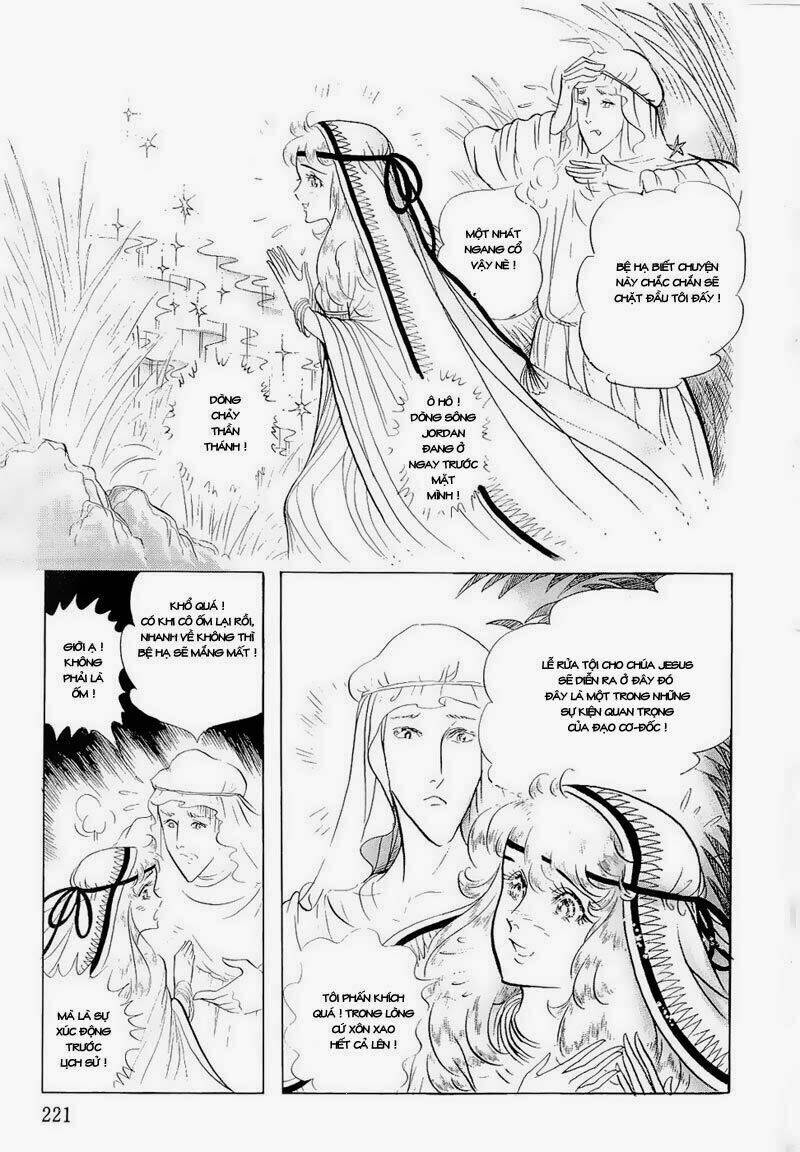 BỆ HẠ BIẾT CHUYỆN
NÀY CHẮC CHẮN SẼ
CHẶT ĐẦU TÔI ĐẤY !
MỘT NHÁT
NGANG CỔ
VẬY NÈ !
Ô HÔ !
DÒNG SÔNG
JORDAN
ĐANG Ở
NGAY TRƯỚC
MẶT
MÌNH !
DÒNG
CHẢY
THẦN
THÁNH !
LỄ RỬA TỘI CHO CHÚA JESUS
SẼ DIỄN RA Ở ĐÂY ĐÓ
ĐÂY LÀ MỘT TRONG NHỮNG
SỰ KIỆN QUAN TRỌNG
CỦA ĐẠO CƠ-ĐỐC !
TÔI PHẤN KHÍCH
QUÁ ! TRONG LÒNG
CỨ XÔN XAO
HẾT CẢ LÊN !
KHỔ QUÁ !
CÓ KHI CÔ ỐM LẠI RỒI,
NHANH VỀ KHÔNG THÌ
BỆ HẠ SẼ MẮNG MẤT !
GIỚI Ạ !
KHÔNG
PHẢI LÀ
ỐM !
MÀ LÀ SỰ
XÚC ĐỘNG
TRƯỚC
LỊCH SỬ !
221